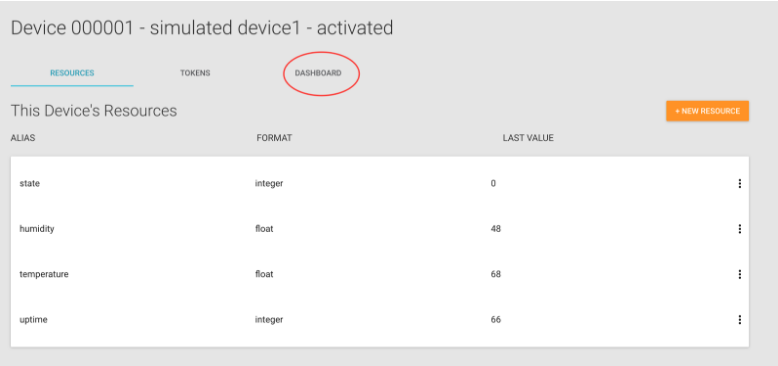 Device 000001 - simulated device1 - activated
RESOURCES TOKENS DASHBOARD
This Device's Resources + NEW RESOURCE
ALIAS FORMAT LAST VALUE
state integer 0
humidity float 48
temperature float 68
uptime integer 66